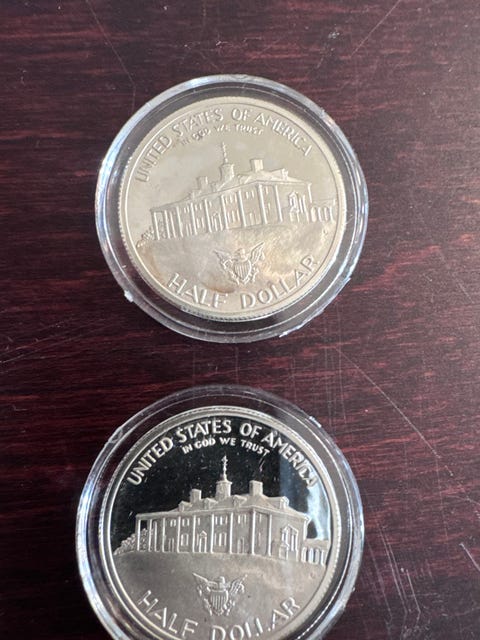 UNITED STATES OF AMERICA
IN GOD WE TRUST
HALF DOLLAR
UNITED STATES OF AMERICA
IN GOD WE TRUST
HALF DOLLAR